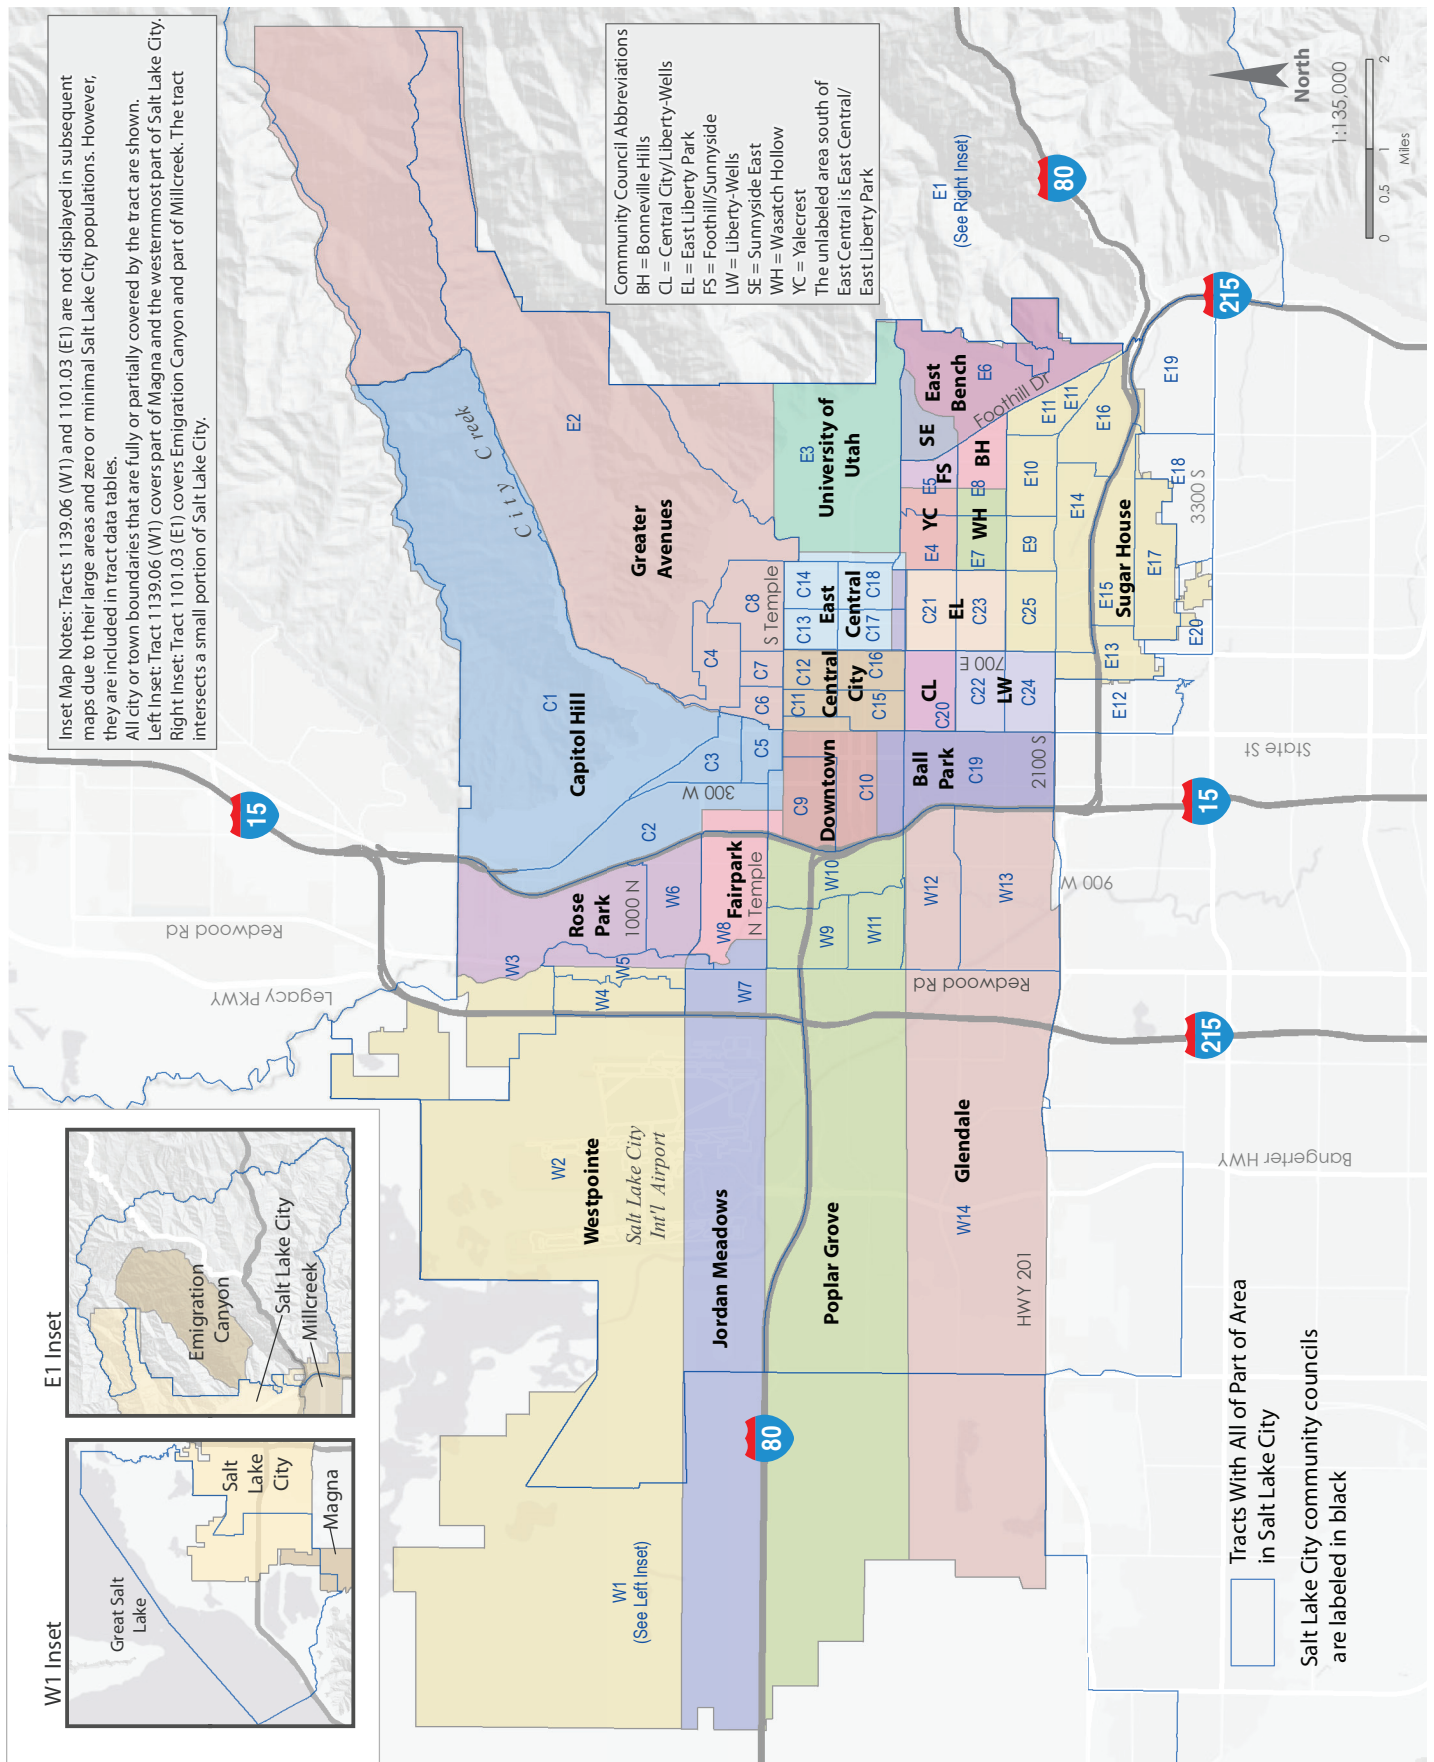 W1 Inset
Great Salt
Lake
Salt
Lake
City
Magna
E1 Inset
Emigration
Canyon
Salt Lake City
Millcreek
Inset Map Notes: Tracts 1139.06 (W1) and 1101.03 (E1) are not displayed in subsequent
maps due to their large areas and zero or minimal Salt Lake City populations. However,
they are included in tract data tables.
All city or town boundaries that are fully or partially covered by the tract are shown.
Left Inset: Tract 1139.06 (W1) covers part of Magna and the westermost part of Salt Lake City.
Right Inset: Tract 1101.03 (E1) covers Emigration Canyon and part of Millcreek. The tract
intersects a small portion of Salt Lake City.
Community Council Abbreviations
BH = Bonneville Hills
CL = Central City/Liberty-Wells
EL = East Liberty Park
FS = Foothill/Sunnyside
LW = Liberty-Wells
SE = Sunnyside East
WH = Wasatch Hollow
YC = Yalecrest
The unlabeled area south of
East Central is East Central/
East Liberty Park
W1
(See Left Inset)
W2
Westpointe
Salt Lake City
Int'l Airport
Jordan Meadows
Poplar Grove
Glendale
W14
HWY 201
Bangerter HWY
80
215
Legacy PKWY
Redwood Rd
15
W3
W4
W5
Rose
Park
1000 N
W6
W7
W8
Fairpark
N Temple
W9
W10
W11
W12
W13
Redwood Rd
900 W
C1
Capitol Hill
City Creek
C2
300 W
C3
C4
C5
C6
C7
C8
S Temple
E2
Greater
Avenues
E3
University of
Utah
C9
Downtown
C10
C11
C12
Central
City
C15
C16
C13
C14
East
Central
C17
C18
Ball
Park
C19
2100 S
CL
C20
C22
700 E
LW
C24
C21
EL
C23
C25
E4
YC
E5
FS
SE
East
Bench
E6
Foothill Dr
E7
WH
E8
BH
E9
E10
E11
E11
E12
E13
E14
E15
E16
Sugar House
E17
E18
3300 S
E19
E20
State St
15
215
80
E1
(See Right Inset)
North
1:135,000
0
0.5
1
2
Miles
Tracts With All of Part of Area
in Salt Lake City
Salt Lake City community councils
are labeled in black